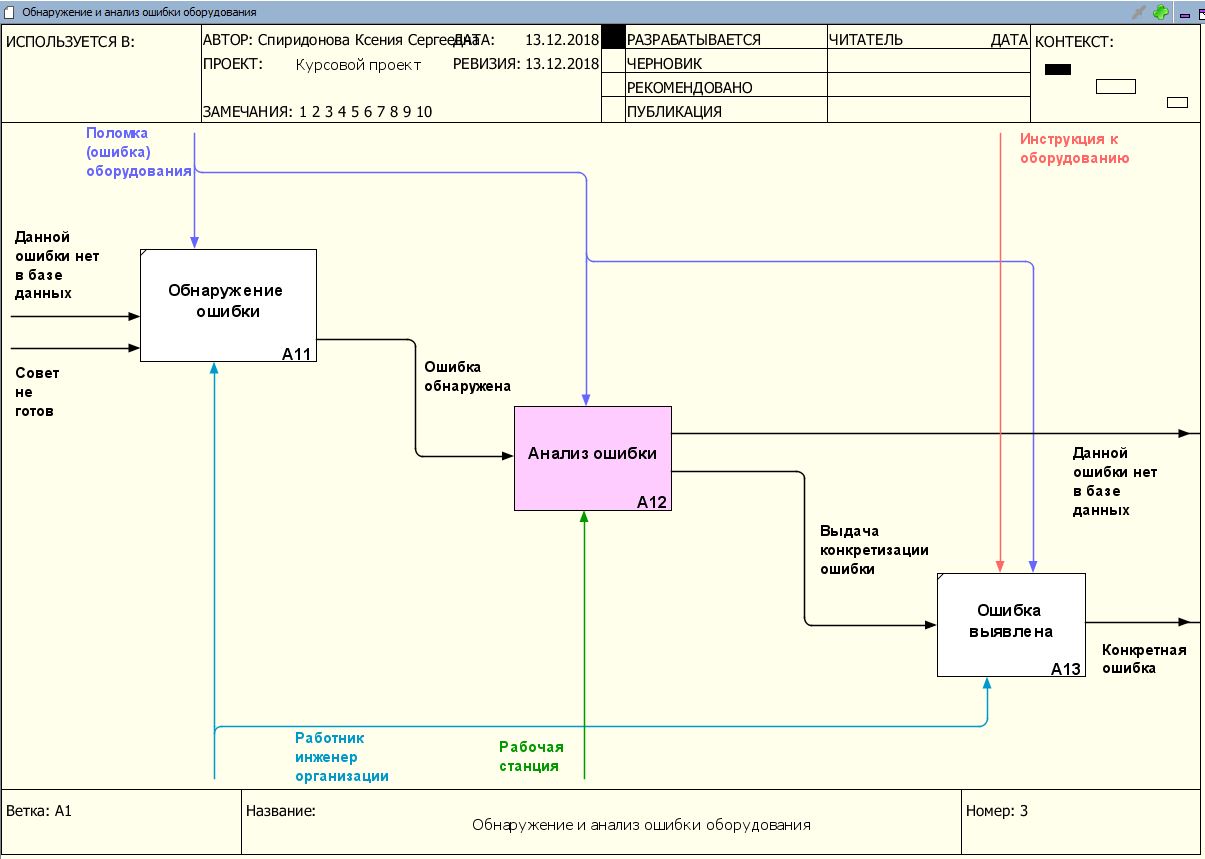 Обнаружение и анализ ошибки оборудования
ИСПОЛЬЗУЕТСЯ В:
АВТОР: Спиридонова Ксения Сергеевна
ДАТА: 13.12.2018
ПРОЕКТ: Курсовой проект
РЕВИЗИЯ: 13.12.2018
ЗАМЕЧАНИЯ: 1 2 3 4 5 6 7 8 9 10
РАЗРАБАТЫВАЕТСЯ
ЧЕРНОВИК
РЕКОМЕНДОВАНО
ПУБЛИКАЦИЯ
ЧИТАТЕЛЬ
ДАТА
КОНТЕКСТ:
Поломка
(ошибка)
оборудования
Инструкция к
оборудованию
Данной
ошибки нет
в базе
данных
Обнаружение
ошибки
A11
Совет
не
готов
Ошибка
обнаружена
Анализ ошибки
A12
Данной
ошибки нет
в базе
данных
Выдача
конкретизации
ошибки
Ошибка
выявлена
A13
Конкретная
ошибка
Работник
инженер
организации
Рабочая
станция
Ветка: A1
Название:
Обнаружение и анализ ошибки оборудования
Номер: 3